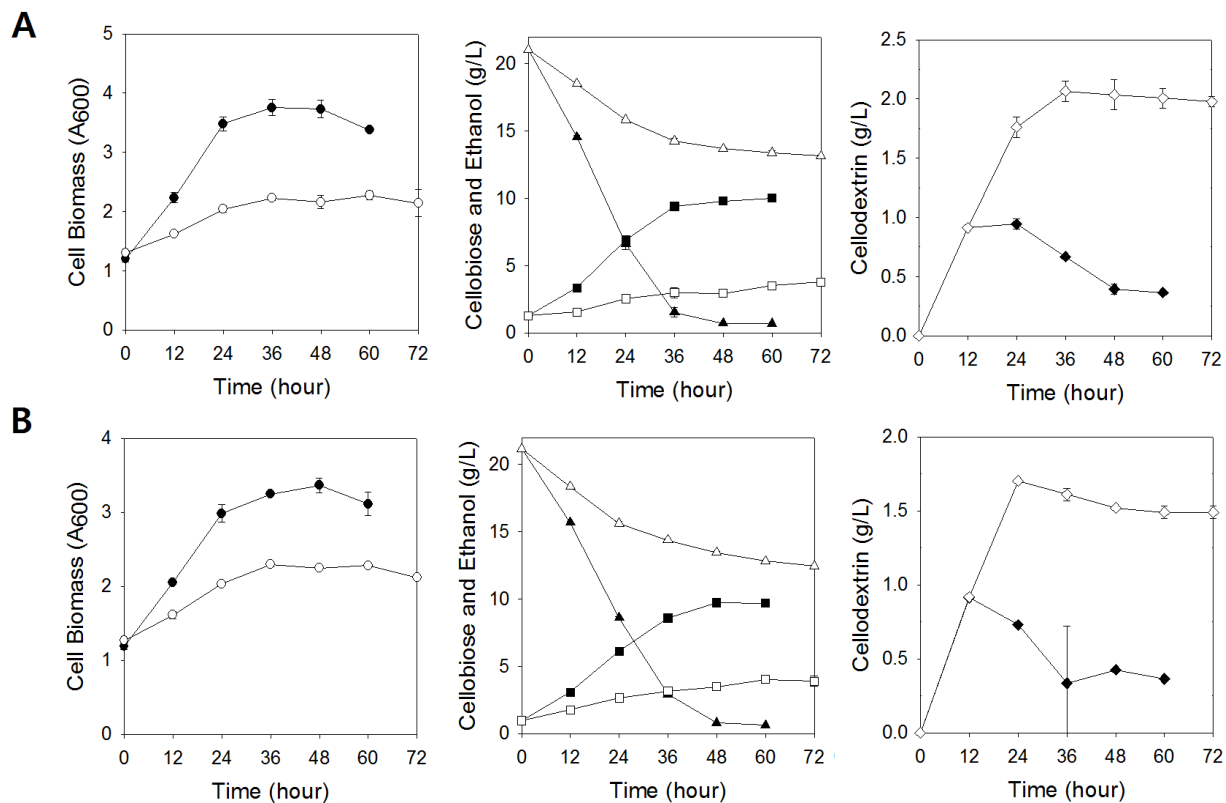 A
Cell Biomass (A600)
5
4
3
2
1
0
0 12 24 36 48 60 72
Time (hour)
Cellobiose and Ethanol (g/L)
20
15
10
5
0
0 12 24 36 48 60 72
Time (hour)
Cellodextrin (g/L)
2.5
2.0
1.5
1.0
0.5
0.0
0 12 24 36 48 60 72
Time (hour)
B
Cell Biomass (A600)
4
3
2
1
0
0 12 24 36 48 60 72
Time (hour)
Cellobiose and Ethanol (g/L)
20
15
10
5
0
0 12 24 36 48 60 72
Time (hour)
Cellodextrin (g/L)
2.0
1.5
1.0
0.5
0.0
0 12 24 36 48 60 72
Time (hour)